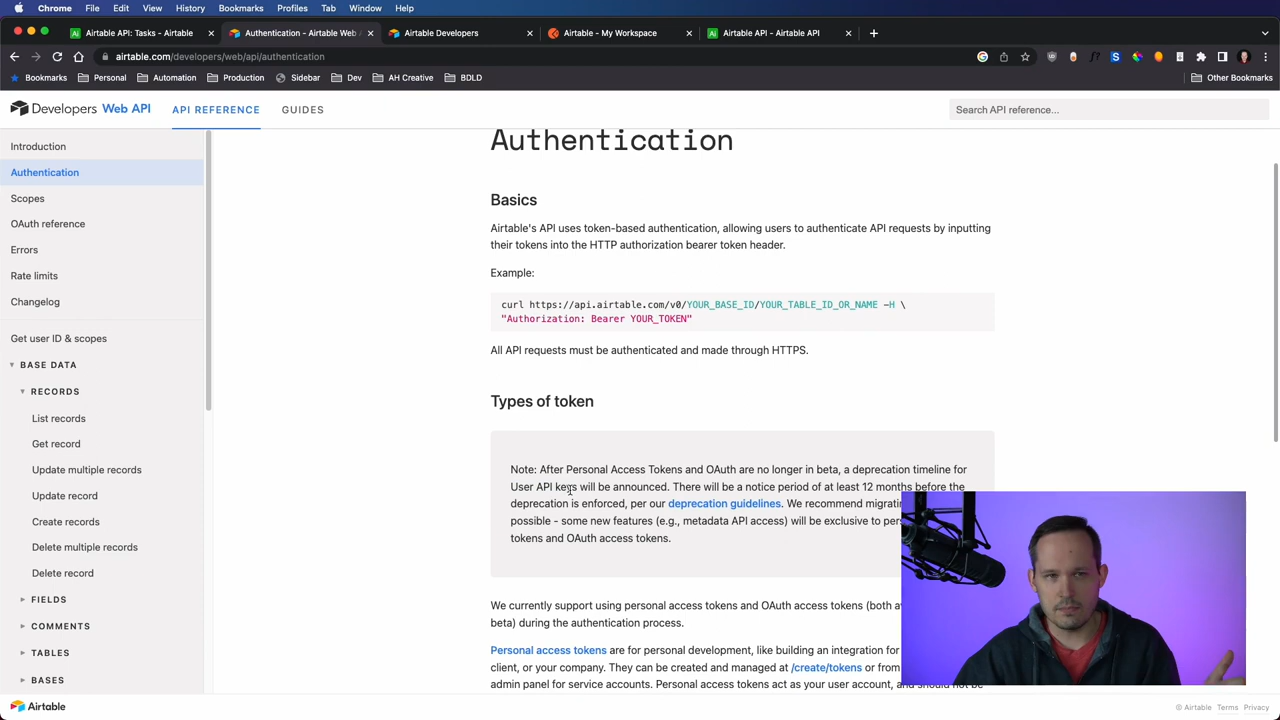 Chrome File Edit View History Bookmarks Profiles Tab Window Help
Airtable API: Tasks - Airtable
Authentication - Airtable Web
Airtable Developers
Airtable - My Workspace
Airtable API - Airtable API
airtable.com/developers/web/api/authentication
Bookmarks Personal Automation Production Sidebar Dev AH Creative BDLD Other Bookmarks
Developers Web API API REFERENCE GUIDES Search API reference...
Introduction
Authentication
Scopes
OAuth reference
Errors
Rate limits
Changelog
Get user ID & scopes
BASE DATA
RECORDS
List records
Get record
Update multiple records
Update record
Create records
Delete multiple records
Delete record
FIELDS
COMMENTS
TABLES
BASES
Authentication
Basics
Airtable's API uses token-based authentication, allowing users to authenticate API requests by inputting
their tokens into the HTTP authorization bearer token header.
Example:
curl https://api.airtable.com/v0/YOUR_BASE_ID/YOUR_TABLE_ID_OR_NAME -H \
"Authorization: Bearer YOUR_TOKEN"
All API requests must be authenticated and made through HTTPS.
Types of token
Note: After Personal Access Tokens and OAuth are no longer in beta, a deprecation timeline for
User API keys will be announced. There will be a notice period of at least 12 months before the
deprecation is enforced, per our deprecation guidelines. We recommend migrati
possible - some new features (e.g., metadata API access) will be exclusive to pers
tokens and OAuth access tokens.
We currently support using personal access tokens and OAuth access tokens (both av
beta) during the authentication process.
Personal access tokens are for personal development, like building an integration for
client, or your company. They can be created and managed at /create/tokens or from
admin panel for service accounts. Personal access tokens act as your user account, and should not be
Airtable
© Airtable Terms Privacy